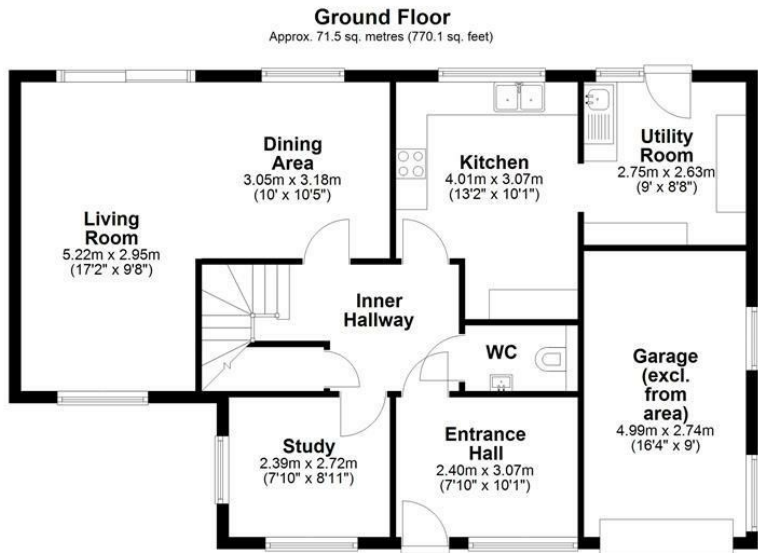 Ground Floor
Approx. 71.5 sq. metres (770.1 sq. feet)
Dining
Area
3.05m x 3.18m
(10' x 10'5")
Kitchen
4.01m x 3.07m
(13'2" x 10'1")
Utility
Room
2.75m x 2.63m
(9' x 8'8")
Living
Room
5.22m x 2.95m
(17'2" x 9'8")
Inner
Hallway
WC
Garage
(excl.
from
area)
4.99m x 2.74m
(16'4" x 9')
Study
2.39m x 2.72m
(7'10" x 8'11")
Entrance
Hall
2.40m x 3.07m
(7'10" x 10'1")